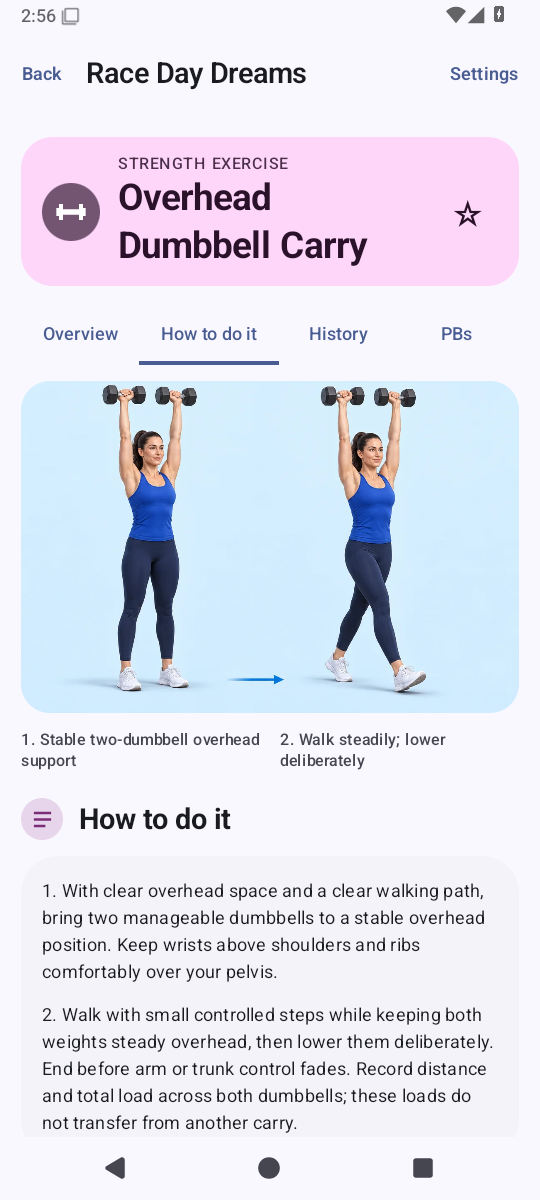 2:56
Back
Race Day Dreams
Settings
STRENGTH EXERCISE
Overhead
Dumbbell Carry
Overview
How to do it
History
PBs
1. Stable two-dumbbell overhead
support
2. Walk steadily; lower
deliberately
How to do it
1. With clear overhead space and a clear walking path,
bring two manageable dumbbells to a stable overhead
position. Keep wrists above shoulders and ribs
comfortably over your pelvis.
2. Walk with small controlled steps while keeping both
weights steady overhead, then lower them deliberately.
End before arm or trunk control fades. Record distance
and total load across both dumbbells; these loads do
not transfer from another carry.